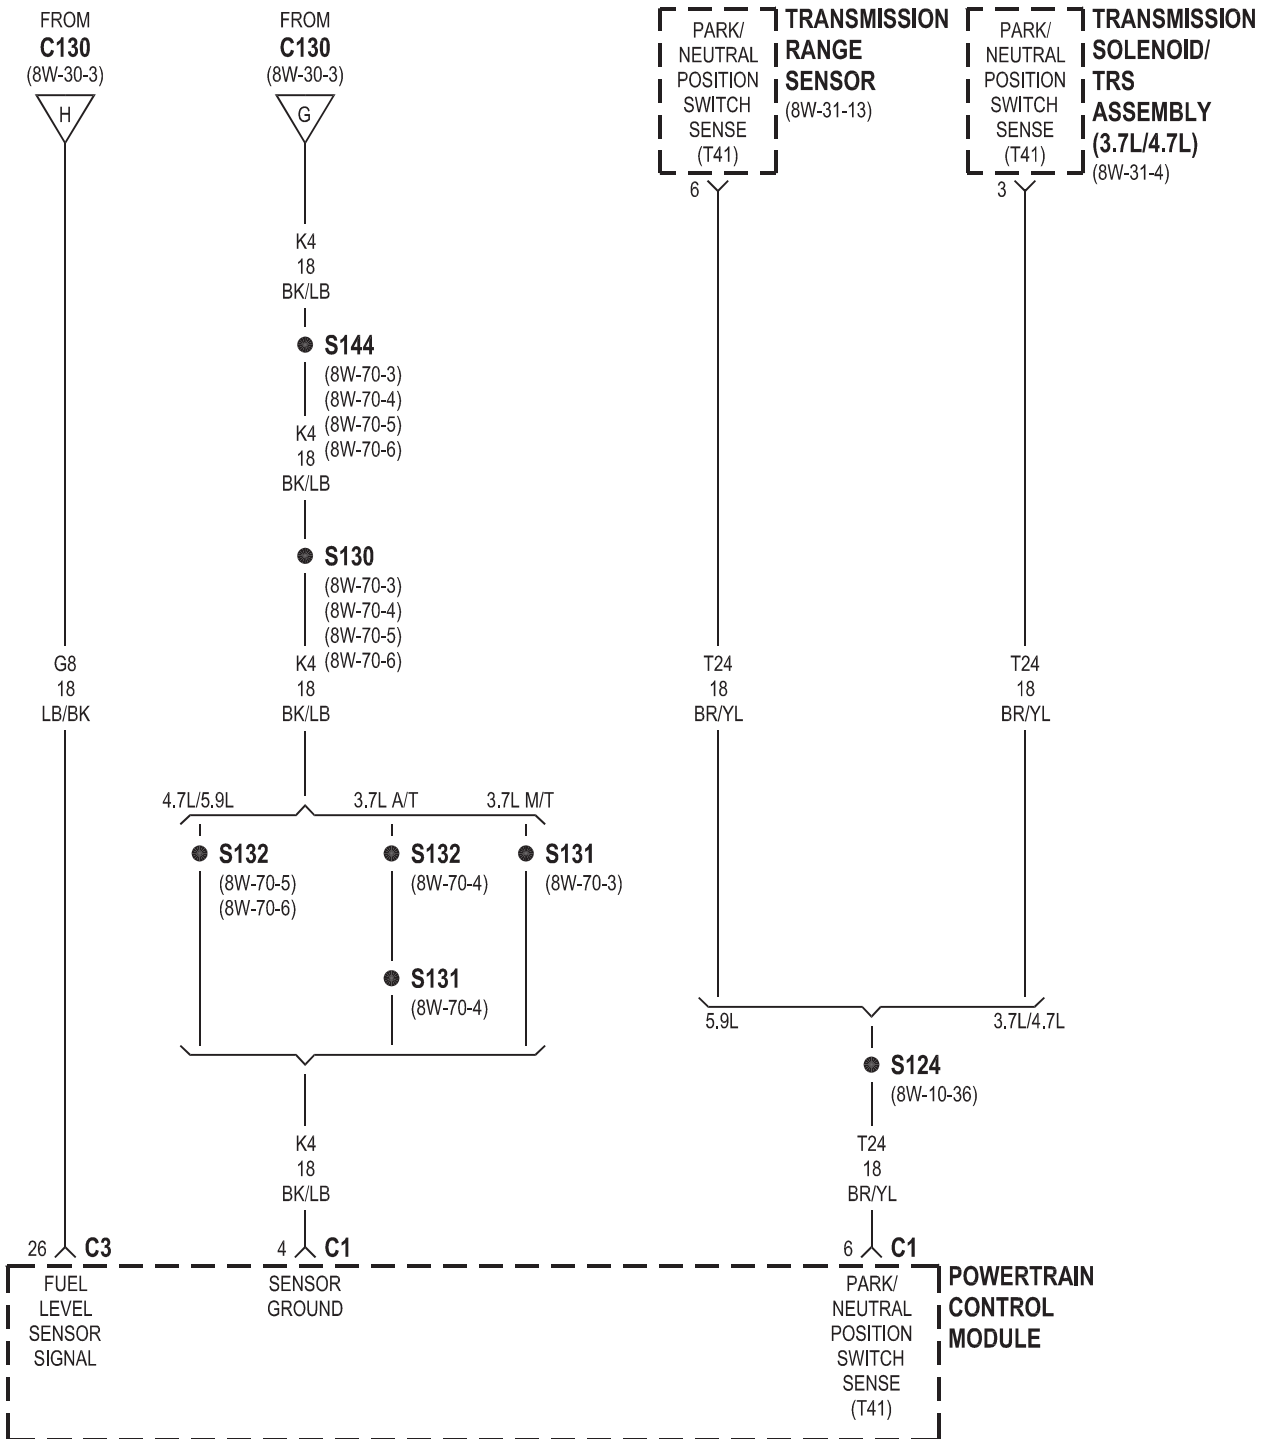 FROM
C130
(8W-30-3)
H
FROM
C130
(8W-30-3)
G
PARK/
NEUTRAL
POSITION
SWITCH
SENSE
(T41)
TRANSMISSION
RANGE
SENSOR
(8W-31-13)
6
PARK/
NEUTRAL
POSITION
SWITCH
SENSE
(T41)
TRANSMISSION
SOLENOID/
TRS
ASSEMBLY
(3.7L/4.7L)
(8W-31-4)
3
K4
18
BK/LB
S144
(8W-70-3)
(8W-70-4)
(8W-70-5)
(8W-70-6)
K4
18
BK/LB
S130
(8W-70-3)
(8W-70-4)
(8W-70-5)
(8W-70-6)
G8
18
LB/BK
K4
18
BK/LB
T24
18
BR/YL
T24
18
BR/YL
4.7L/5.9L
3.7L A/T
3.7L M/T
S132
(8W-70-5)
(8W-70-6)
S132
(8W-70-4)
S131
(8W-70-3)
S131
(8W-70-4)
5.9L
3.7L/4.7L
S124
(8W-10-36)
K4
18
BK/LB
T24
18
BR/YL
26 C3
4 C1
6 C1
FUEL
LEVEL
SENSOR
SIGNAL
SENSOR
GROUND
PARK/
NEUTRAL
POSITION
SWITCH
SENSE
(T41)
POWERTRAIN
CONTROL
MODULE